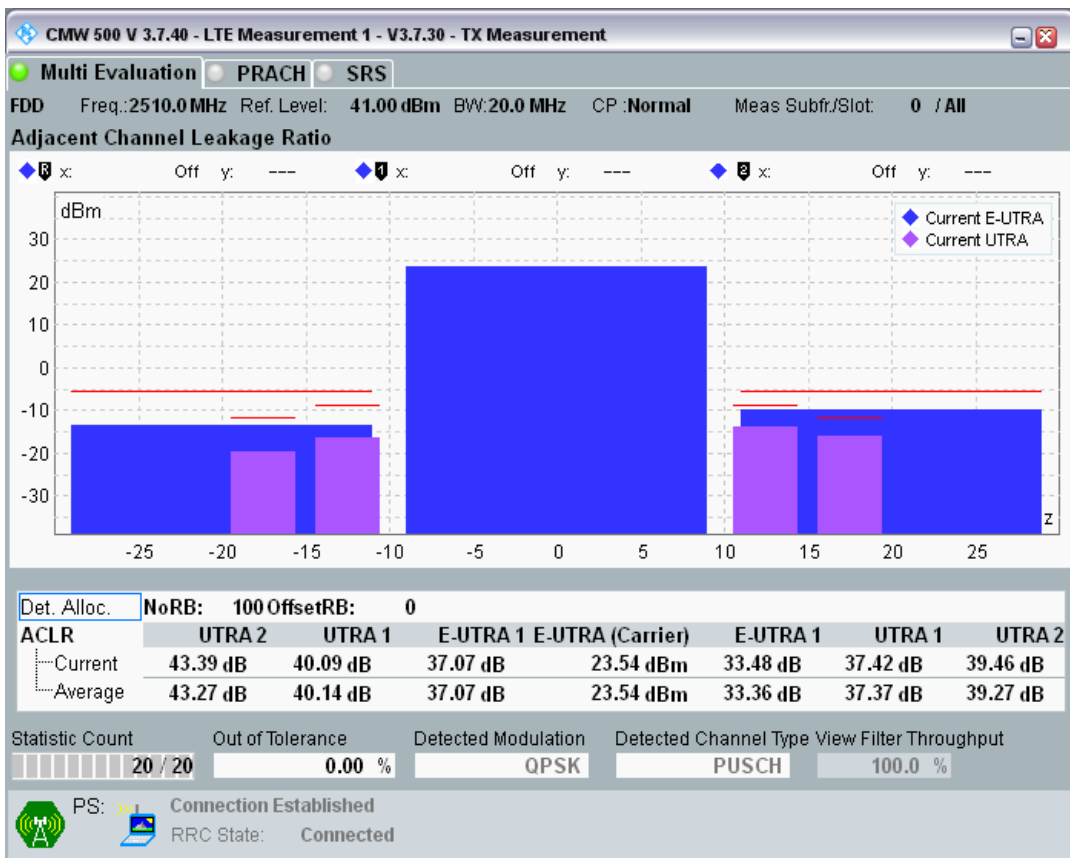 CMW 500 V 3.7.40 - LTE Measurement 1 - V3.7.30 - TX Measurement
Multi Evaluation PRACH SRS
FDD Freq.:2510.0 MHz Ref. Level: 41.00 dBm BW:20.0 MHz CP :Normal Meas Subfr./Slot: 0 / All
Adjacent Channel Leakage Ratio
R x: Off y: --- 1 x: Off y: --- 2 x: Off y: ---
dBm
Current E-UTRA
Current UTRA
30
20
10
0
-10
-20
-30
z
-25 -20 -15 -10 -5 0 5 10 15 20 25
Det. Alloc. NoRB: 100 OffsetRB: 0
ACLR UTRA 2 UTRA 1 E-UTRA 1 E-UTRA (Carrier) E-UTRA 1 UTRA 1 UTRA 2
Current 43.39 dB 40.09 dB 37.07 dB 23.54 dBm 33.48 dB 37.42 dB 39.46 dB
Average 43.27 dB 40.14 dB 37.07 dB 23.54 dBm 33.36 dB 37.37 dB 39.27 dB
Statistic Count Out of Tolerance Detected Modulation Detected Channel Type View Filter Throughput
20 / 20 0.00 % QPSK PUSCH 100.0 %
PS: Connection Established
RRC State: Connected